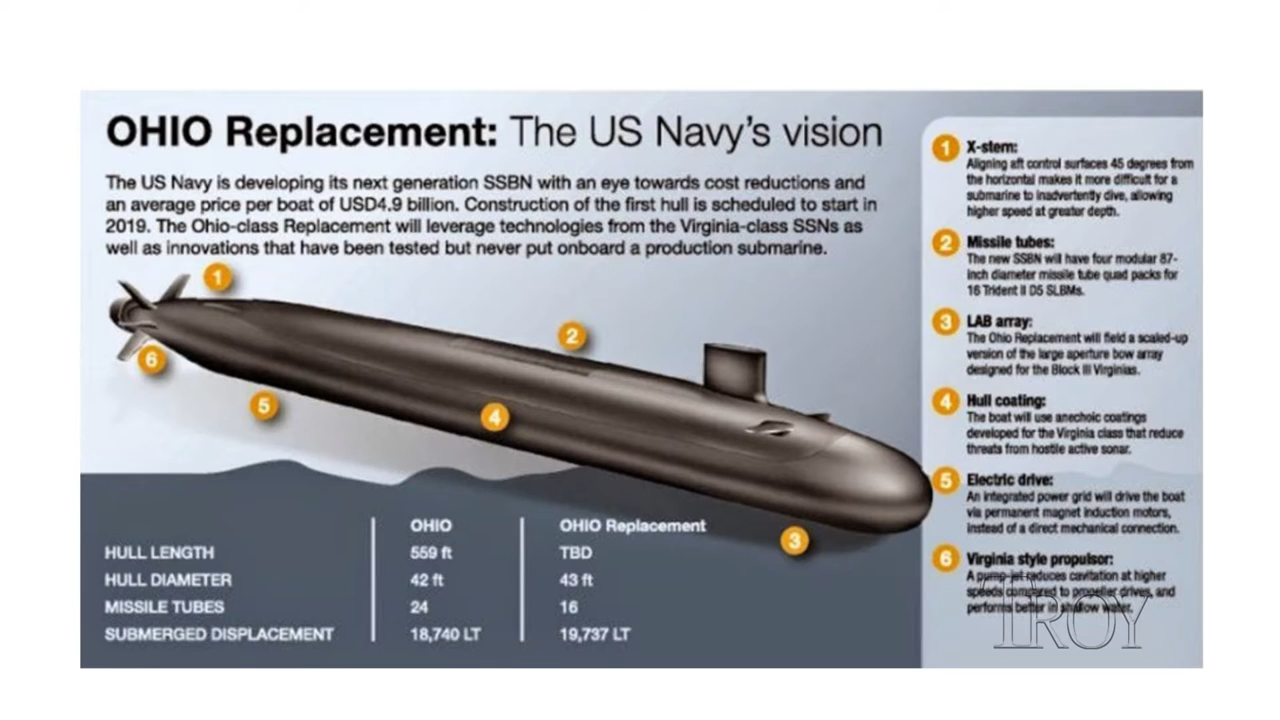 OHIO Replacement: The US Navy's vision
The US Navy is developing its next generation SSBN with an eye towards cost reductions and
an average price per boat of USD4.9 billion. Construction of the first hull is scheduled to start in
2019. The Ohio-class Replacement will leverage technologies from the Virginia-class SSNs as
well as innovations that have been tested but never put onboard a production submarine.
1
2
3
4
5
6
OHIO
OHIO Replacement
HULL LENGTH 559 ft TBD
HULL DIAMETER 42 ft 43 ft
MISSILE TUBES 24 16
SUBMERGED DISPLACEMENT 18,740 LT 19,737 LT
1 X-stern:
Aligning aft control surfaces 45 degrees from
the horizontal makes it more difficult for a
submarine to inadvertently dive, allowing
higher speed at greater depth.
2 Missile tubes:
The new SSBN will have four modular 87-
inch diameter missile tube quad packs for
16 Trident II D5 SLBMs.
3 LAB array:
The Ohio Replacement will field a scaled-up
version of the large aperture bow array
designed for the Block III Virginias.
4 Hull coating:
The boat will use anechoic coatings
developed for the Virginia class that reduce
threats from hostile active sonar.
5 Electric drive:
An integrated power grid will drive the boat
via permanent magnet induction motors,
instead of a direct mechanical connection.
6 Virginia style propulsor:
A pump-jet reduces cavitation at higher
speeds compared to propeller drives, and
performs better in shallow water.
TROY